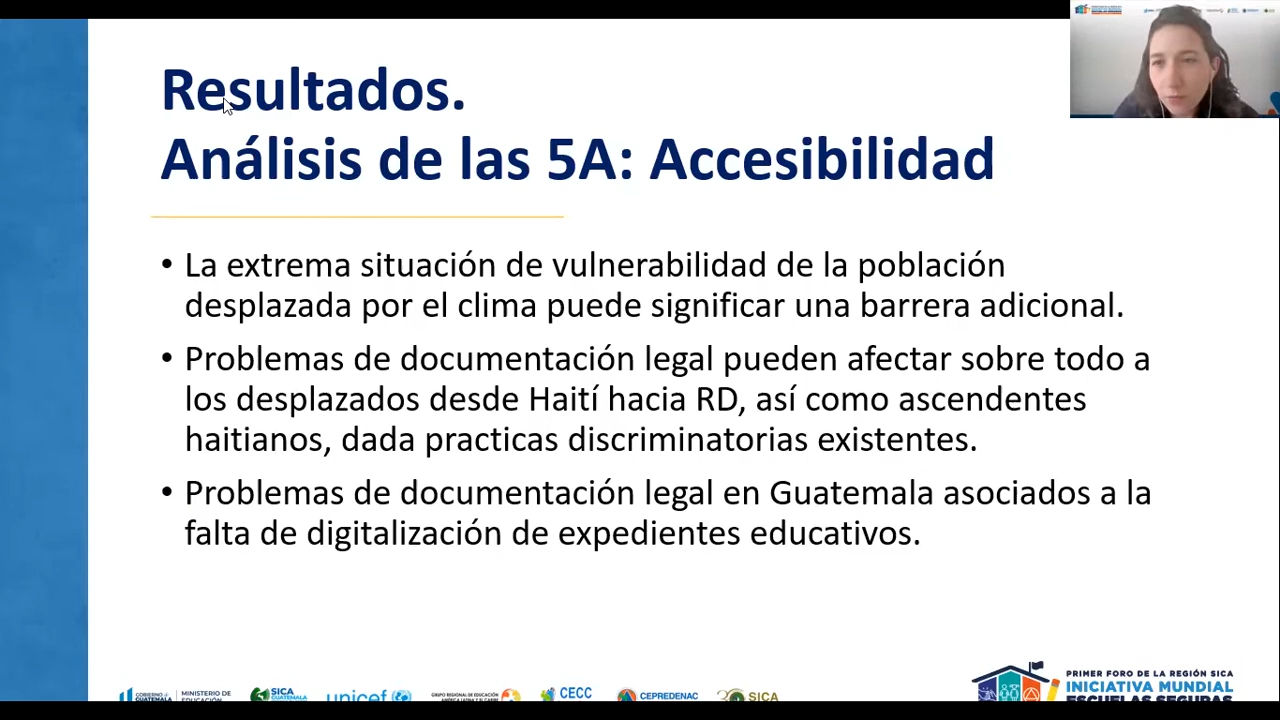 Resultados.
Análisis de las 5A: Accesibilidad
• La extrema situación de vulnerabilidad de la población
desplazada por el clima puede significar una barrera adicional.
• Problemas de documentación legal pueden afectar sobre todo a
los desplazados desde Haití hacia RD, así como ascendentes
haitianos, dada practicas discriminatorias existentes.
• Problemas de documentación legal en Guatemala asociados a la
falta de digitalización de expedientes educativos.
GOBIERNO DE
GUATEMALA
MINISTERIO DE
EDUCACIÓN
SICA
GUATEMALA
unicef
GRUPO REGIONAL DE EDUCACIÓN
CECC
CEPREDENAC
SICA
PRIMER FORO DE LA REGIÓN SICA
INICIATIVA MUNDIAL
ESCUELAS SEGURAS